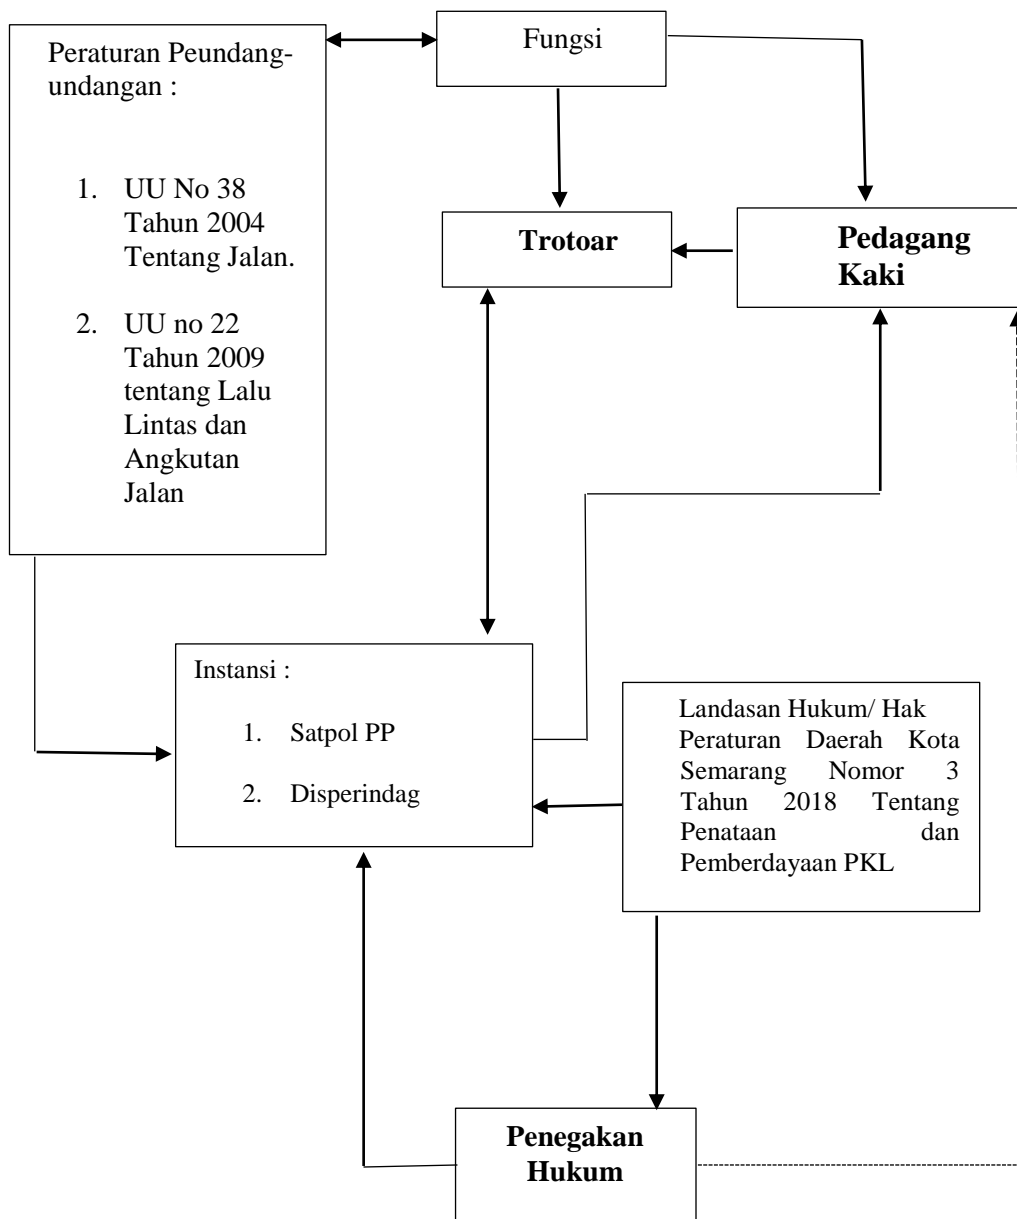 Peraturan Peundang-
undangan :
1. UU No 38
Tahun 2004
Tentang Jalan.
2. UU no 22
Tahun 2009
tentang Lalu
Lintas dan
Angkutan
Jalan
Fungsi
Trotoar
Pedagang
Kaki
Instansi :
1. Satpol PP
2. Disperindag
Landasan Hukum/ Hak
Peraturan Daerah Kota
Semarang Nomor 3
Tahun 2018 Tentang
Penataan dan
Pemberdayaan PKL
Penegakan
Hukum